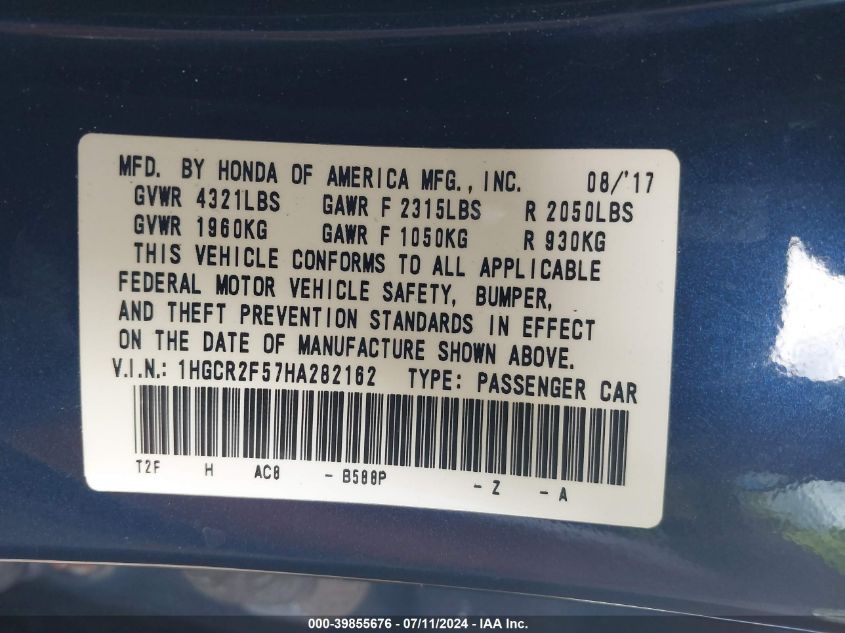 MFD. BY HONDA OF AMERICA MFG., INC. 08/'17
GVWR 4321LBS GAWR F 2315LBS R 2050LBS
GVWR 1960KG GAWR F 1050KG R 930KG
THIS VEHICLE CONFORMS TO ALL APPLICABLE
FEDERAL MOTOR VEHICLE SAFETY, BUMPER,
AND THEFT PREVENTION STANDARDS IN EFFECT
ON THE DATE OF MANUFACTURE SHOWN ABOVE.
V.I.N.: 1HGCR2F57HA282162 TYPE: PASSENGER CAR
T2F H AC8 - B588P - Z - A
000-39855676 - 07/11/2024 - IAA Inc.